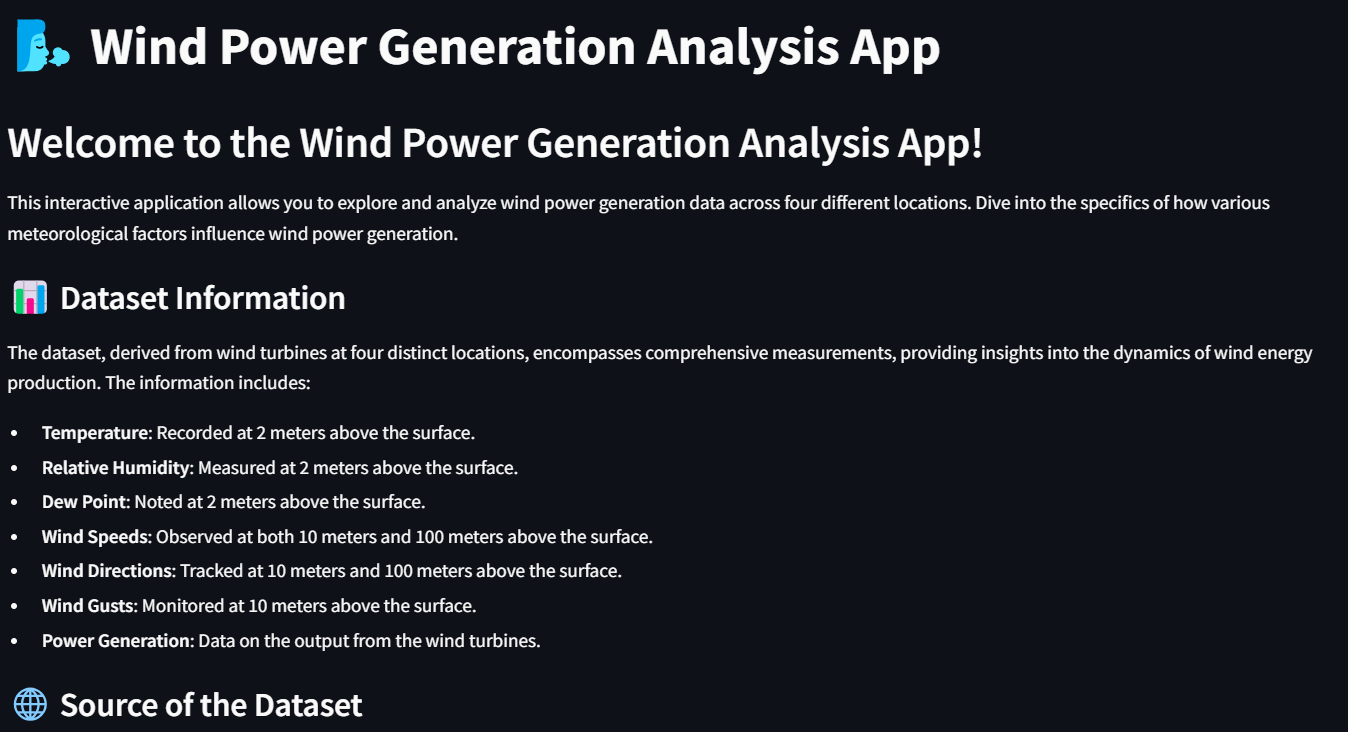 Wind Power Generation Analysis App
Welcome to the Wind Power Generation Analysis App!
This interactive application allows you to explore and analyze wind power generation data across four different locations. Dive into the specifics of how various
meteorological factors influence wind power generation.
Dataset Information
The dataset, derived from wind turbines at four distinct locations, encompasses comprehensive measurements, providing insights into the dynamics of wind energy
production. The information includes:
• Temperature: Recorded at 2 meters above the surface.
• Relative Humidity: Measured at 2 meters above the surface.
• Dew Point: Noted at 2 meters above the surface.
• Wind Speeds: Observed at both 10 meters and 100 meters above the surface.
• Wind Directions: Tracked at 10 meters and 100 meters above the surface.
• Wind Gusts: Monitored at 10 meters above the surface.
• Power Generation: Data on the output from the wind turbines.
Source of the Dataset